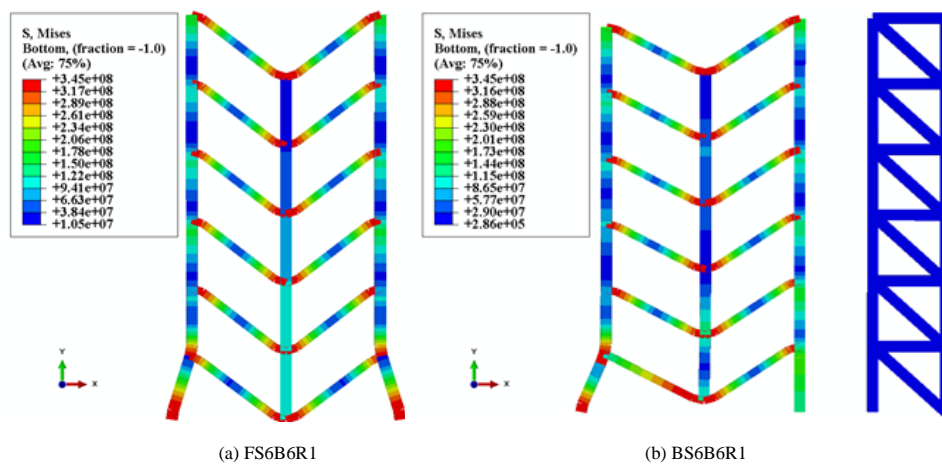 S, Mises
Bottom, (fraction = -1.0)
(Avg: 75%)
+3.45e+08
+3.17e+08
+2.89e+08
+2.61e+08
+2.34e+08
+2.06e+08
+1.78e+08
+1.50e+08
+1.22e+08
+9.41e+07
+6.63e+07
+3.84e+07
+1.05e+07
Y
X
(a) FS6B6R1
S, Mises
Bottom, (fraction = -1.0)
(Avg: 75%)
+3.45e+08
+3.16e+08
+2.88e+08
+2.59e+08
+2.30e+08
+2.01e+08
+1.73e+08
+1.44e+08
+1.15e+08
+8.65e+07
+5.77e+07
+2.90e+07
+2.86e+05
Y
X
(b) BS6B6R1